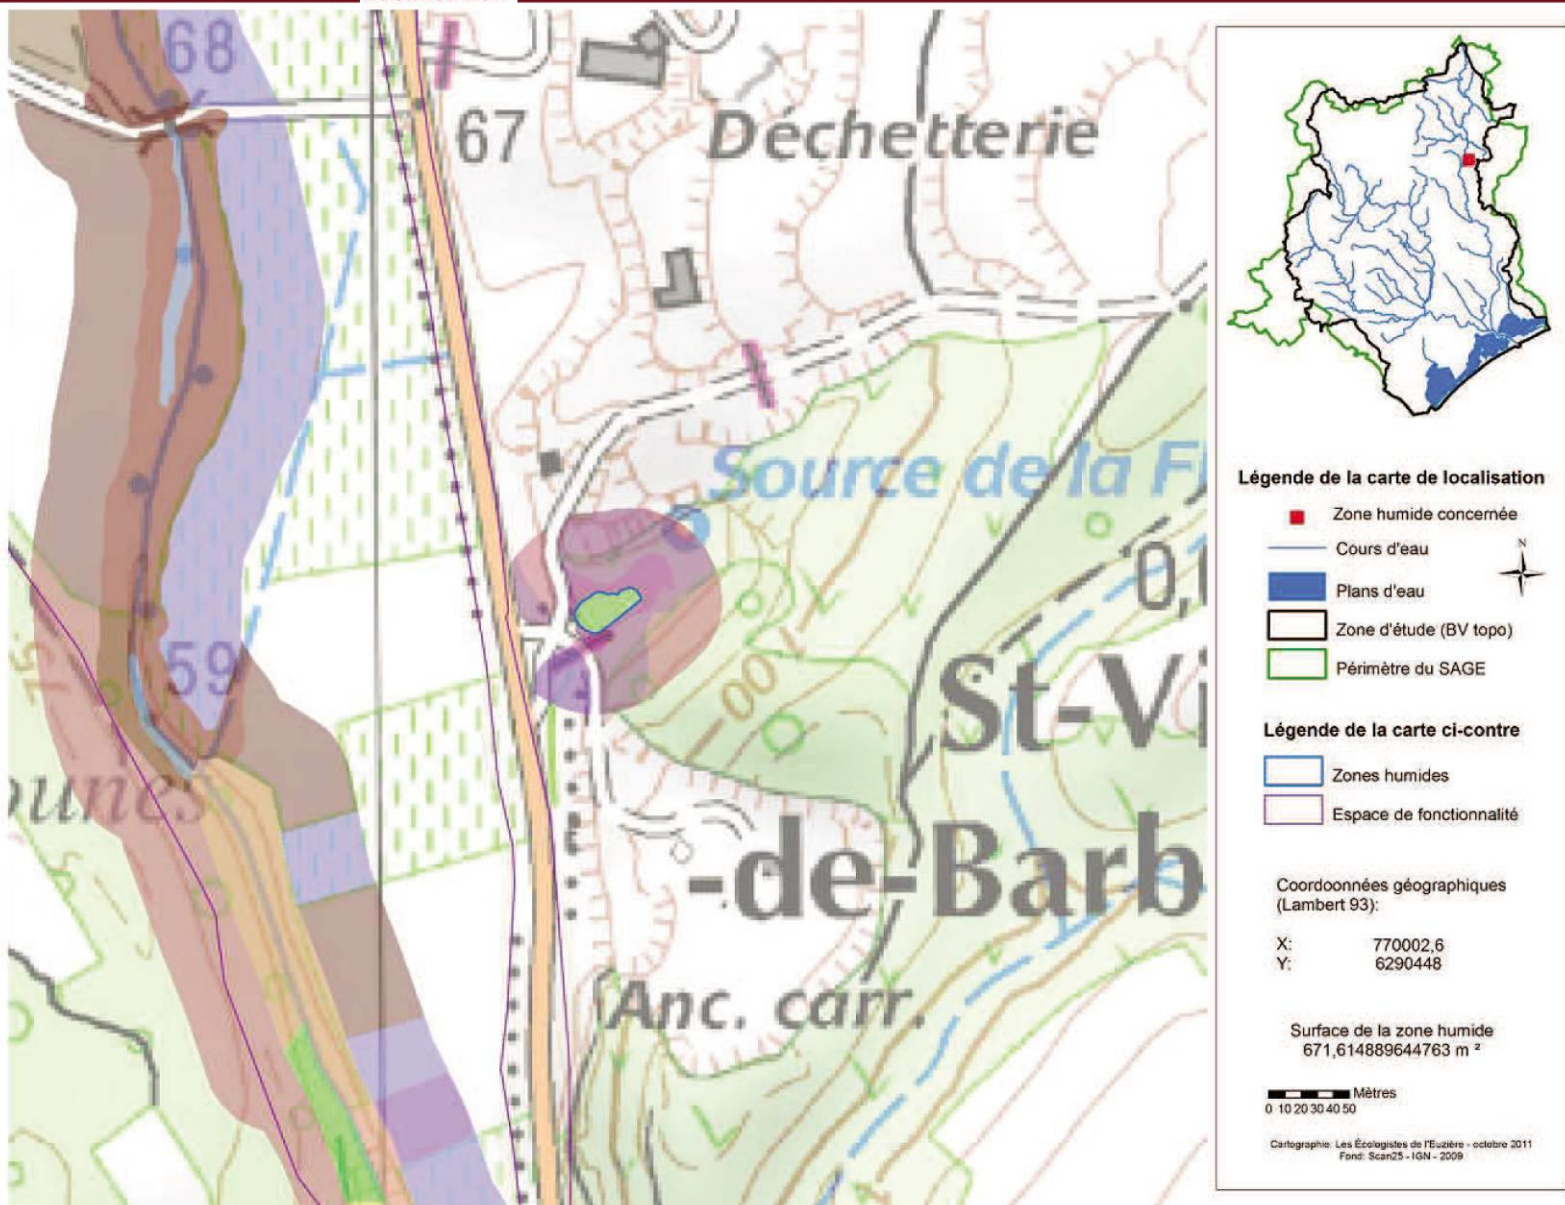 68
67
Déchetterie
Source de la F
0,
59
St-Vi
100
ounes
-de-Barb
Anc. carr.
Légende de la carte de localisation
Zone humide concernée
N
Cours d'eau
Plans d'eau
Zone d'étude (BV topo)
Périmètre du SAGE
Légende de la carte ci-contre
Zones humides
Espace de fonctionnalité
Coordoonnées géographiques
(Lambert 93):
X: 770002,6
Y: 6290448
Surface de la zone humide
671,614889644763 m ²
Mètres
0 10 20 30 40 50
Cartographie: Les Écologistes de l'Euzière - octobre 2011
Fond: Scan25 - IGN - 2009